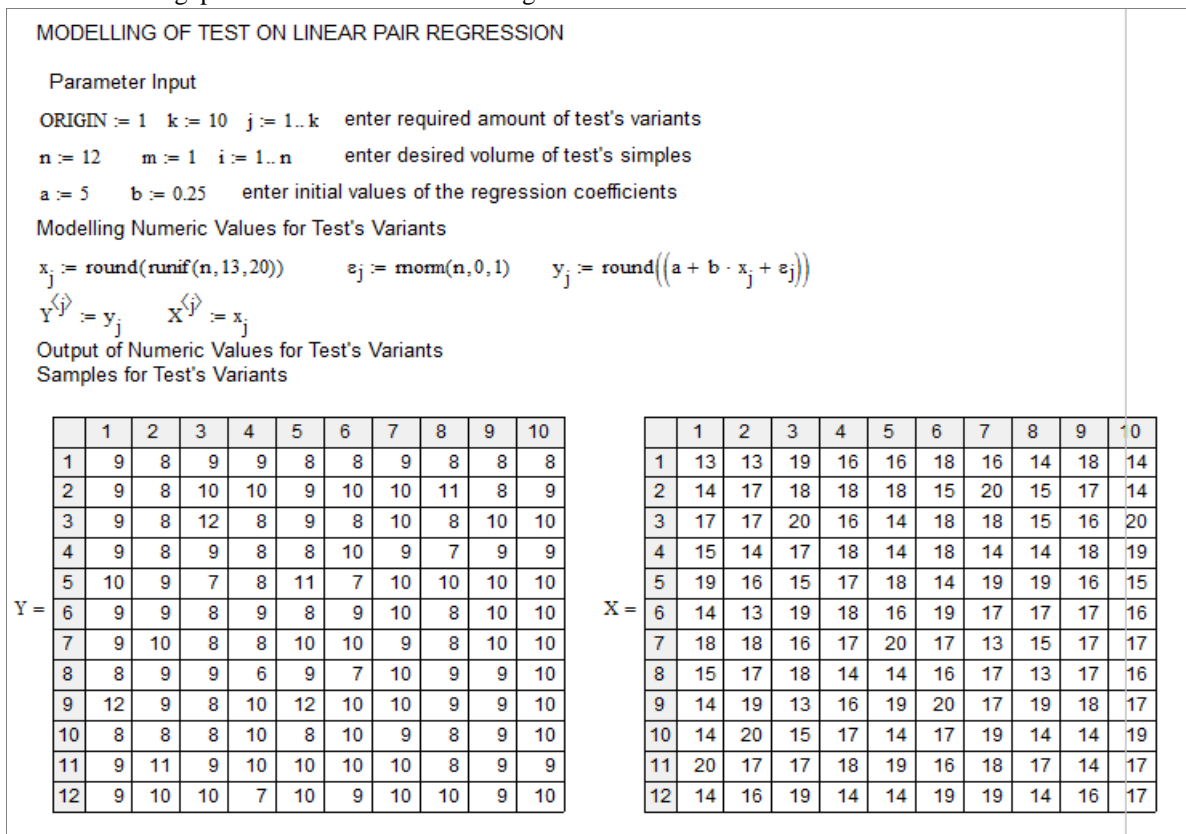 MODELLING OF TEST ON LINEAR PAIR REGRESSION
Parameter Input
ORIGIN := 1 k := 10 j := 1.. k enter required amount of test's variants
n := 12 m := 1 i := 1.. n enter desired volume of test's simples
a := 5 b := 0.25 enter initial values of the regression coefficients
Modelling Numeric Values for Test's Variants
x_j := round(runif(n,13,20)) ε_j := rnorm(n,0,1) y_j := round((a + b · x_j + ε_j))
Y^⟨j⟩ := y_j X^⟨j⟩ := x_j
Output of Numeric Values for Test's Variants
Samples for Test's Variants
Y =
1 2 3 4 5 6 7 8 9 10
1 9 8 9 9 8 8 9 8 8 8
2 9 8 10 10 9 10 10 11 8 9
3 9 8 12 8 9 8 10 8 10 10
4 9 8 9 8 8 10 9 7 9 9
5 10 9 7 8 11 7 10 10 10 10
6 9 9 8 9 8 9 10 8 10 10
7 9 10 8 8 10 10 9 8 10 10
8 8 9 9 6 9 7 10 9 9 10
9 12 9 8 10 12 10 10 9 9 10
10 8 8 8 10 8 10 9 8 9 10
11 9 11 9 10 10 10 10 8 9 9
12 9 10 10 7 10 9 10 10 9 10
X =
1 2 3 4 5 6 7 8 9 10
1 13 13 19 16 16 18 16 14 18 14
2 14 17 18 18 18 15 20 15 17 14
3 17 17 20 16 14 18 18 15 16 20
4 15 14 17 18 14 18 14 14 18 19
5 19 16 15 17 18 14 19 19 16 15
6 14 13 19 18 16 19 17 17 17 16
7 18 18 16 17 20 17 13 15 17 17
8 15 17 18 14 14 16 17 13 17 16
9 14 19 13 16 19 20 17 19 18 17
10 14 20 15 17 14 17 19 14 14 19
11 20 17 17 18 19 16 18 17 14 17
12 14 16 19 14 14 19 19 14 16 17